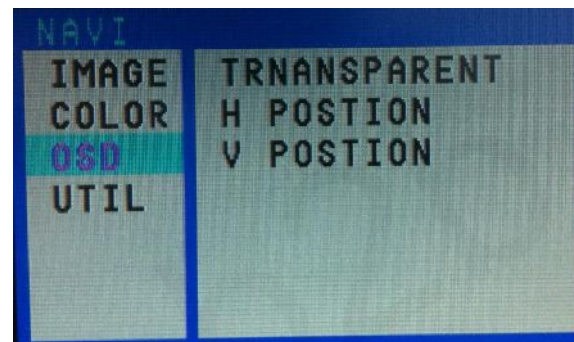 NAVI
IMAGE
COLOR
OSD
UTIL
TRNANSPARENT
H POSTION
V POSTION